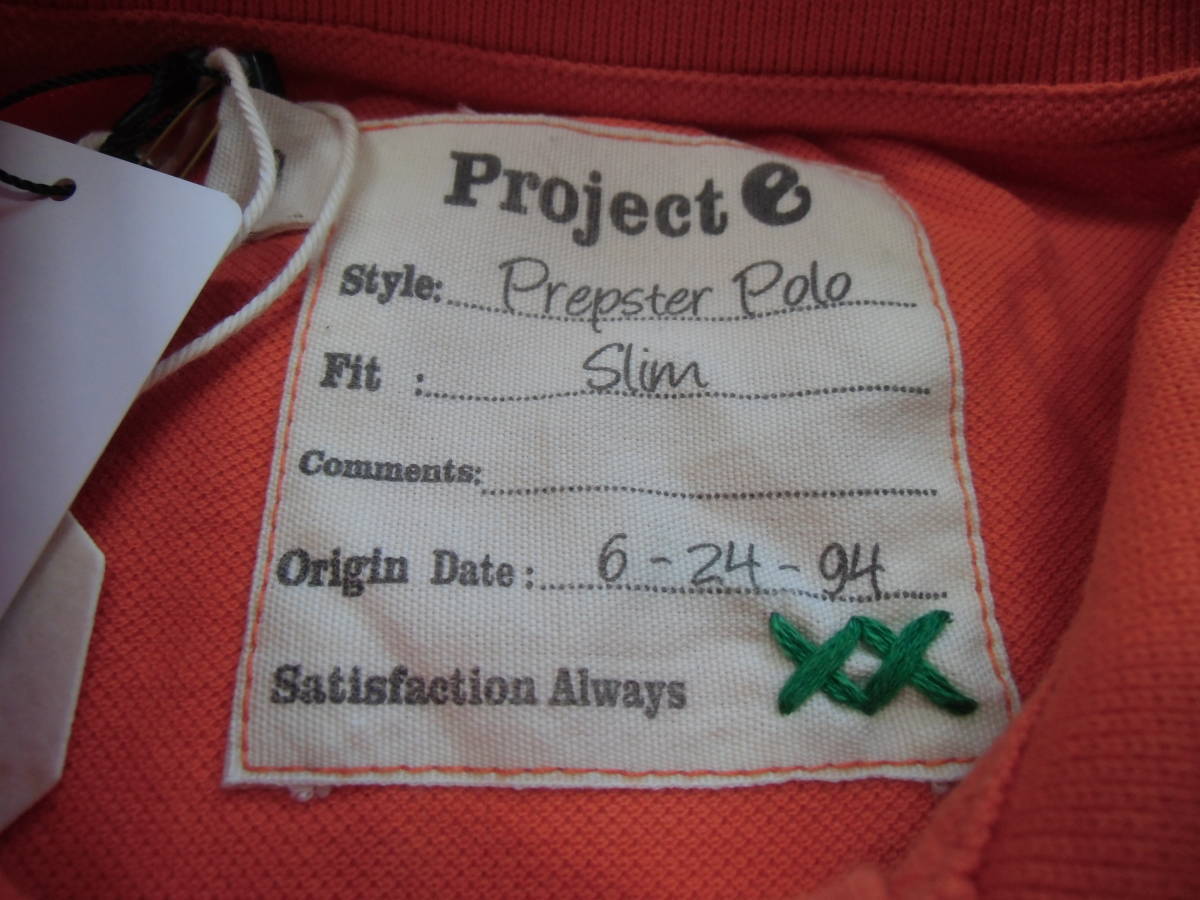 Project e
Style: Prepster Polo
Fit : Slim
Comments:
Origin Date: 6-24-94
Satisfaction Always
XX